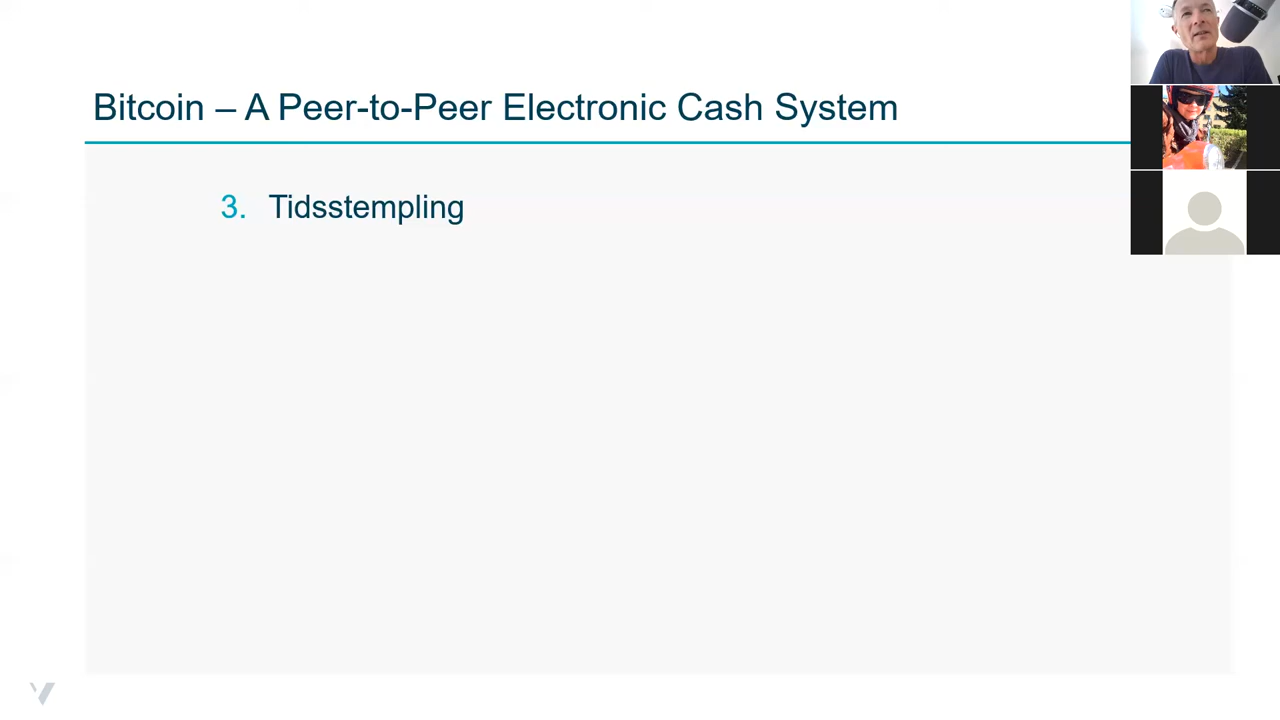 Bitcoin – A Peer-to-Peer Electronic Cash System
3. Tidsstempling